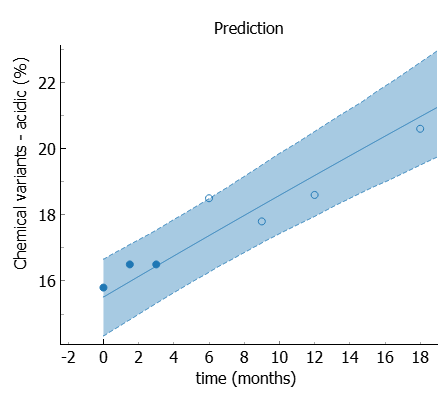 Prediction
Chemical variants - acidic (%)
22
20
18
16
-2 0 2 4 6 8 10 12 14 16 18
time (months)